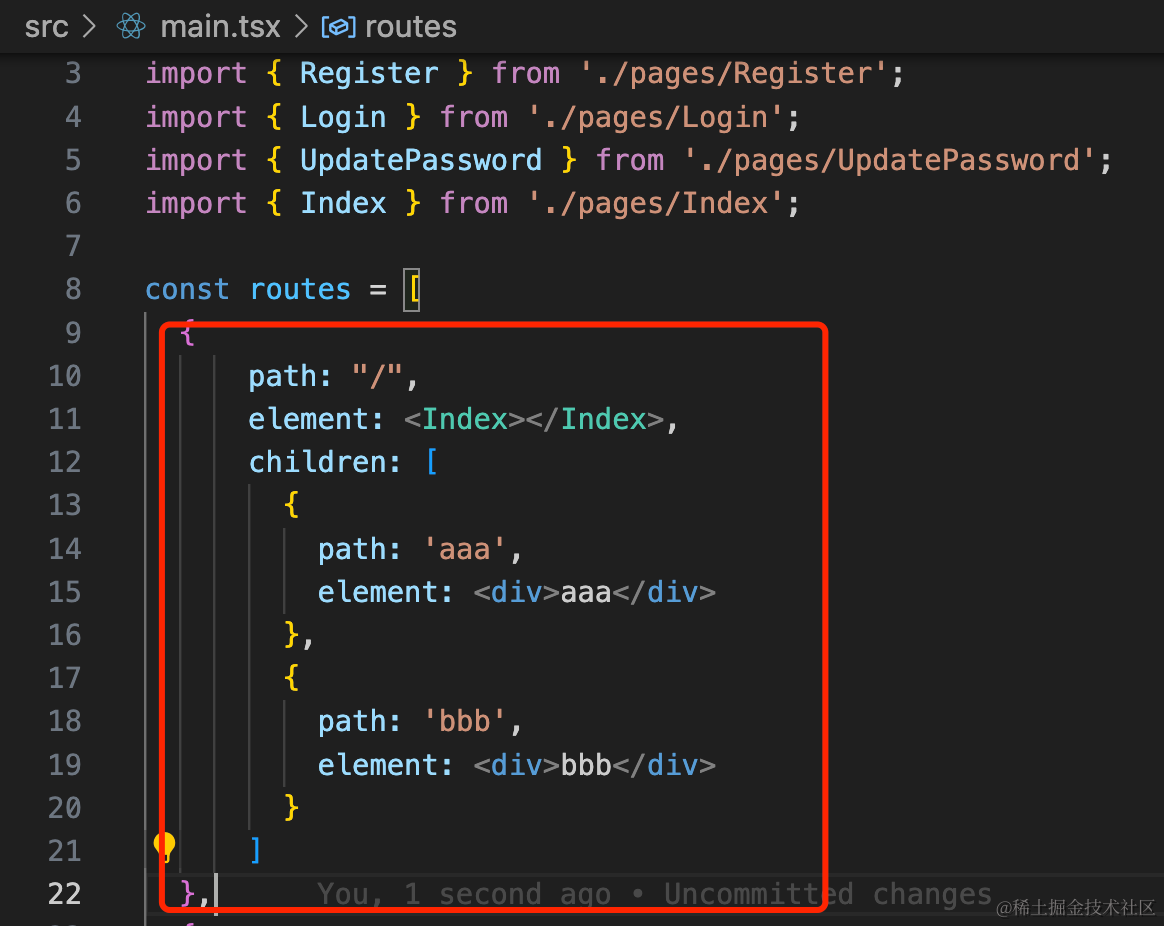 src > main.tsx > routes
3 import { Register } from './pages/Register';
4 import { Login } from './pages/Login';
5 import { UpdatePassword } from './pages/UpdatePassword';
6 import { Index } from './pages/Index';
7
8 const routes = [
9   {
10       path: "/",
11       element: <Index></Index>,
12       children: [
13         {
14           path: 'aaa',
15           element: <div>aaa</div>
16         },
17         {
18           path: 'bbb',
19           element: <div>bbb</div>
20         }
21       ]
22   },      You, 1 second ago • Uncommitted changes
@稀土掘金技术社区